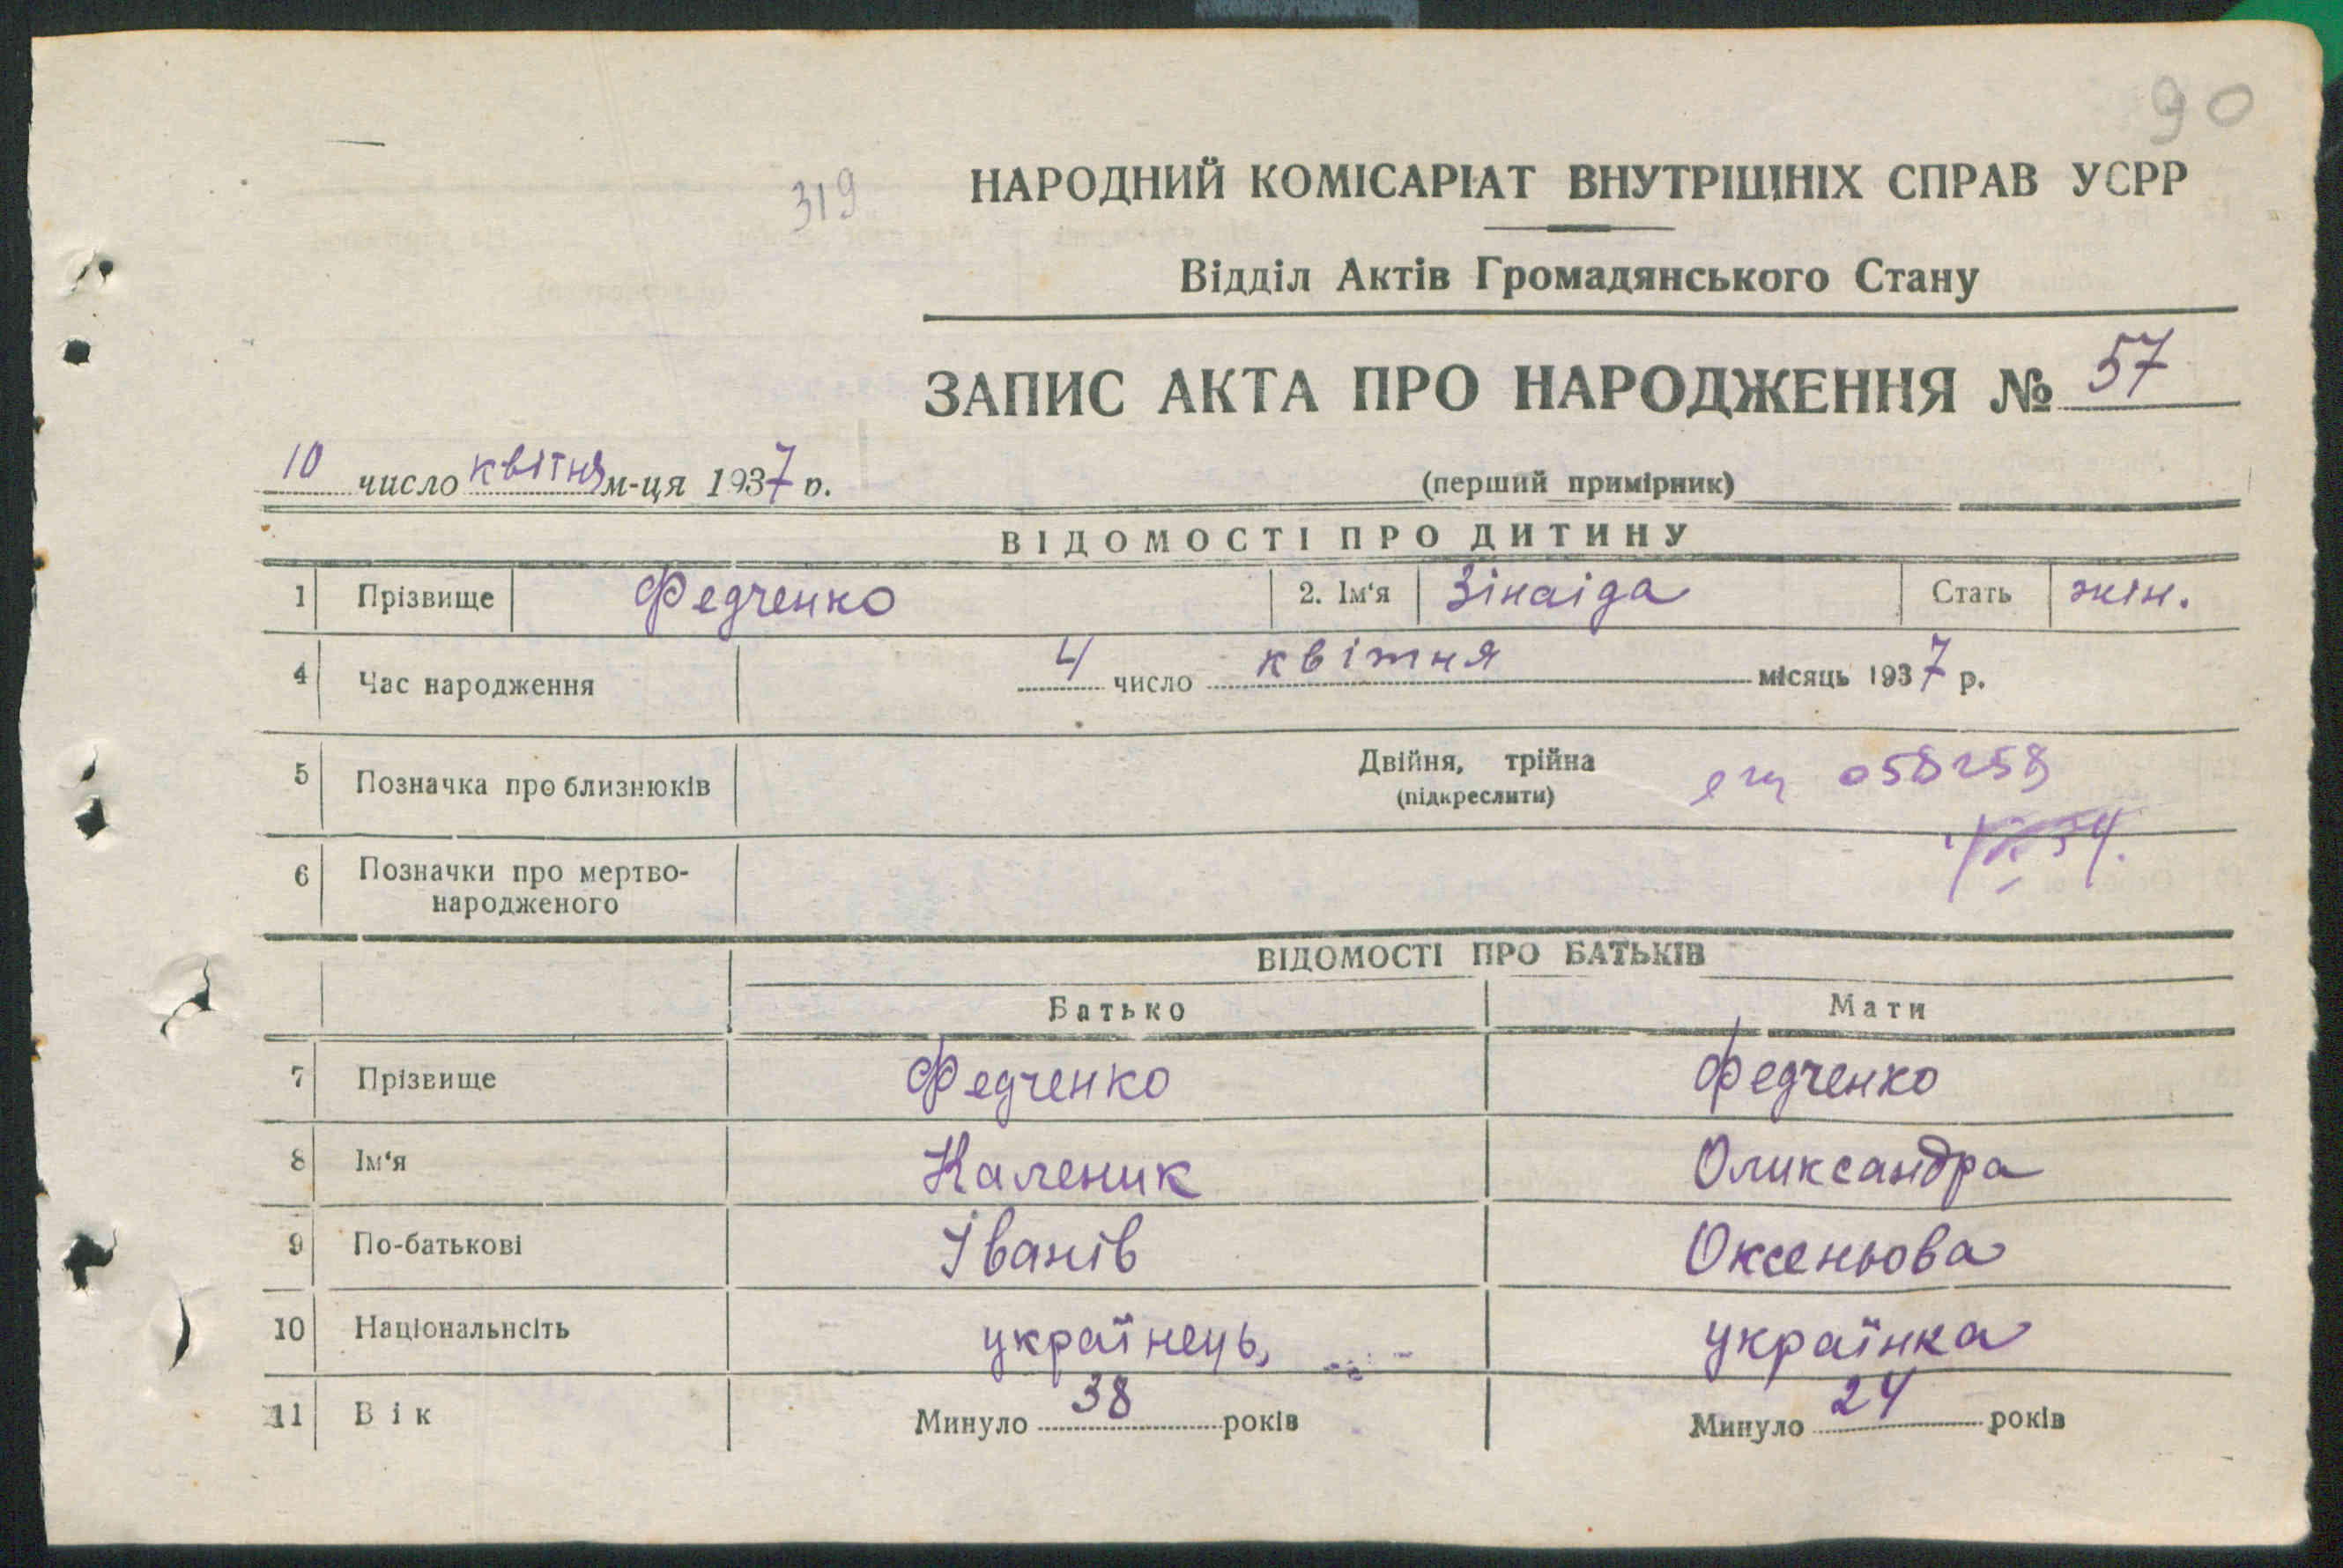 90
319
НАРОДНИЙ КОМІСАРІАТ ВНУТРІШНІХ СПРАВ УСРР
Відділ Актів Громадянського Стану
ЗАПИС АКТА ПРО НАРОДЖЕННЯ № 57
10 число квітня м-ця 1937 р.
(перший примірник)
ВІДОМОСТІ ПРО ДИТИНУ
1 Прізвище Федченко 2. Ім'я Зінаіда Стать жін.
4 Час народження 4 число квітня місяць 1937 р.
5 Позначка про близнюків Двійня, трійна
(підкреслити)
058258
6 Позначки про мертво-
народженого
ВІДОМОСТІ ПРО БАТЬКІВ
Батько Мати
7 Прізвище Федченко Федченко
8 Ім'я Каленик Олександра
9 По-батькові Іванів Оксеньова
10 Національнсіть українець, українка
11 Вік Минуло 38 років Минуло 24 років